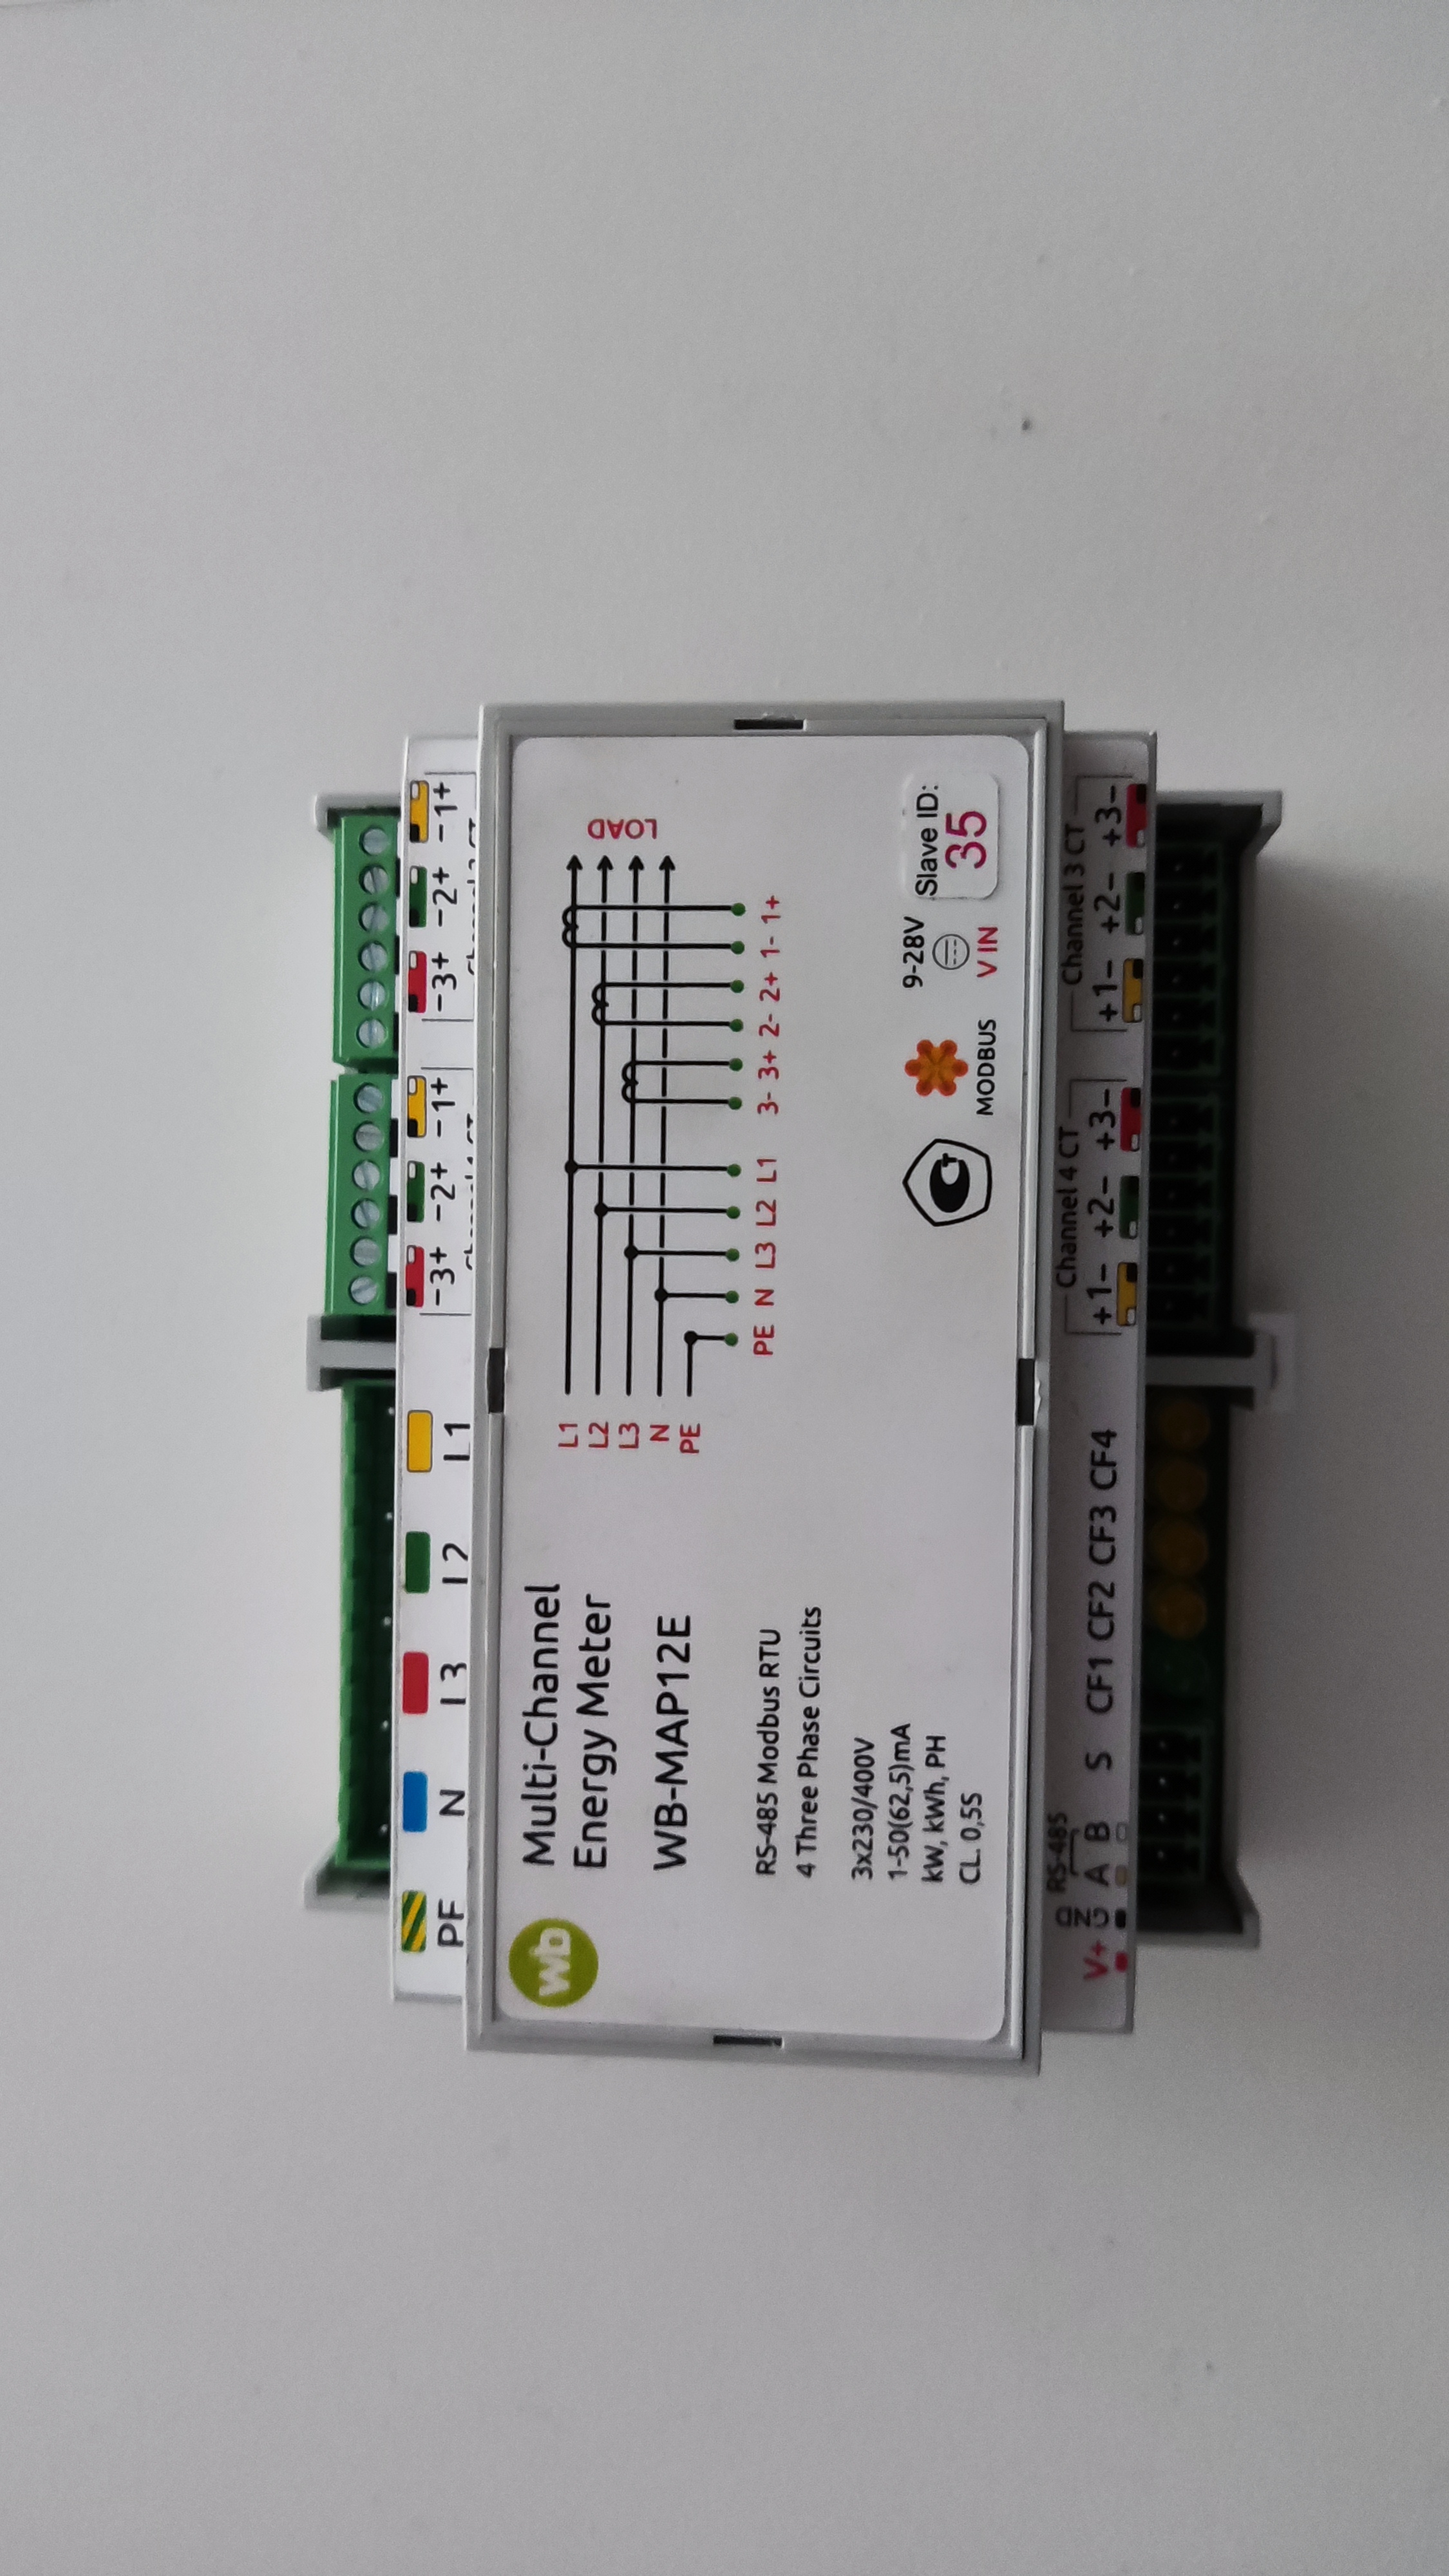 PE N L3 L2 L1
-3+ -2+ -1+
-3+ -2+ -1+
wb
Multi-Channel
Energy Meter
WB-MAP12E
RS-485 Modbus RTU
4 Three Phase Circuits
3x230/400V
1-50(62,5)mA
kW, kWh, PH
CL. 0,5S
L1
L2
L3
N
PE
LOAD
PE N L3 L2 L1 3- 3+ 2- 2+ 1- 1+
MODBUS
9-28V
V IN
Slave ID:
35
RS-485
V+ GND A B S CF1 CF2 CF3 CF4
Channel 4 CT
+1- +2- +3-
Channel 3 CT
+1- +2- +3-